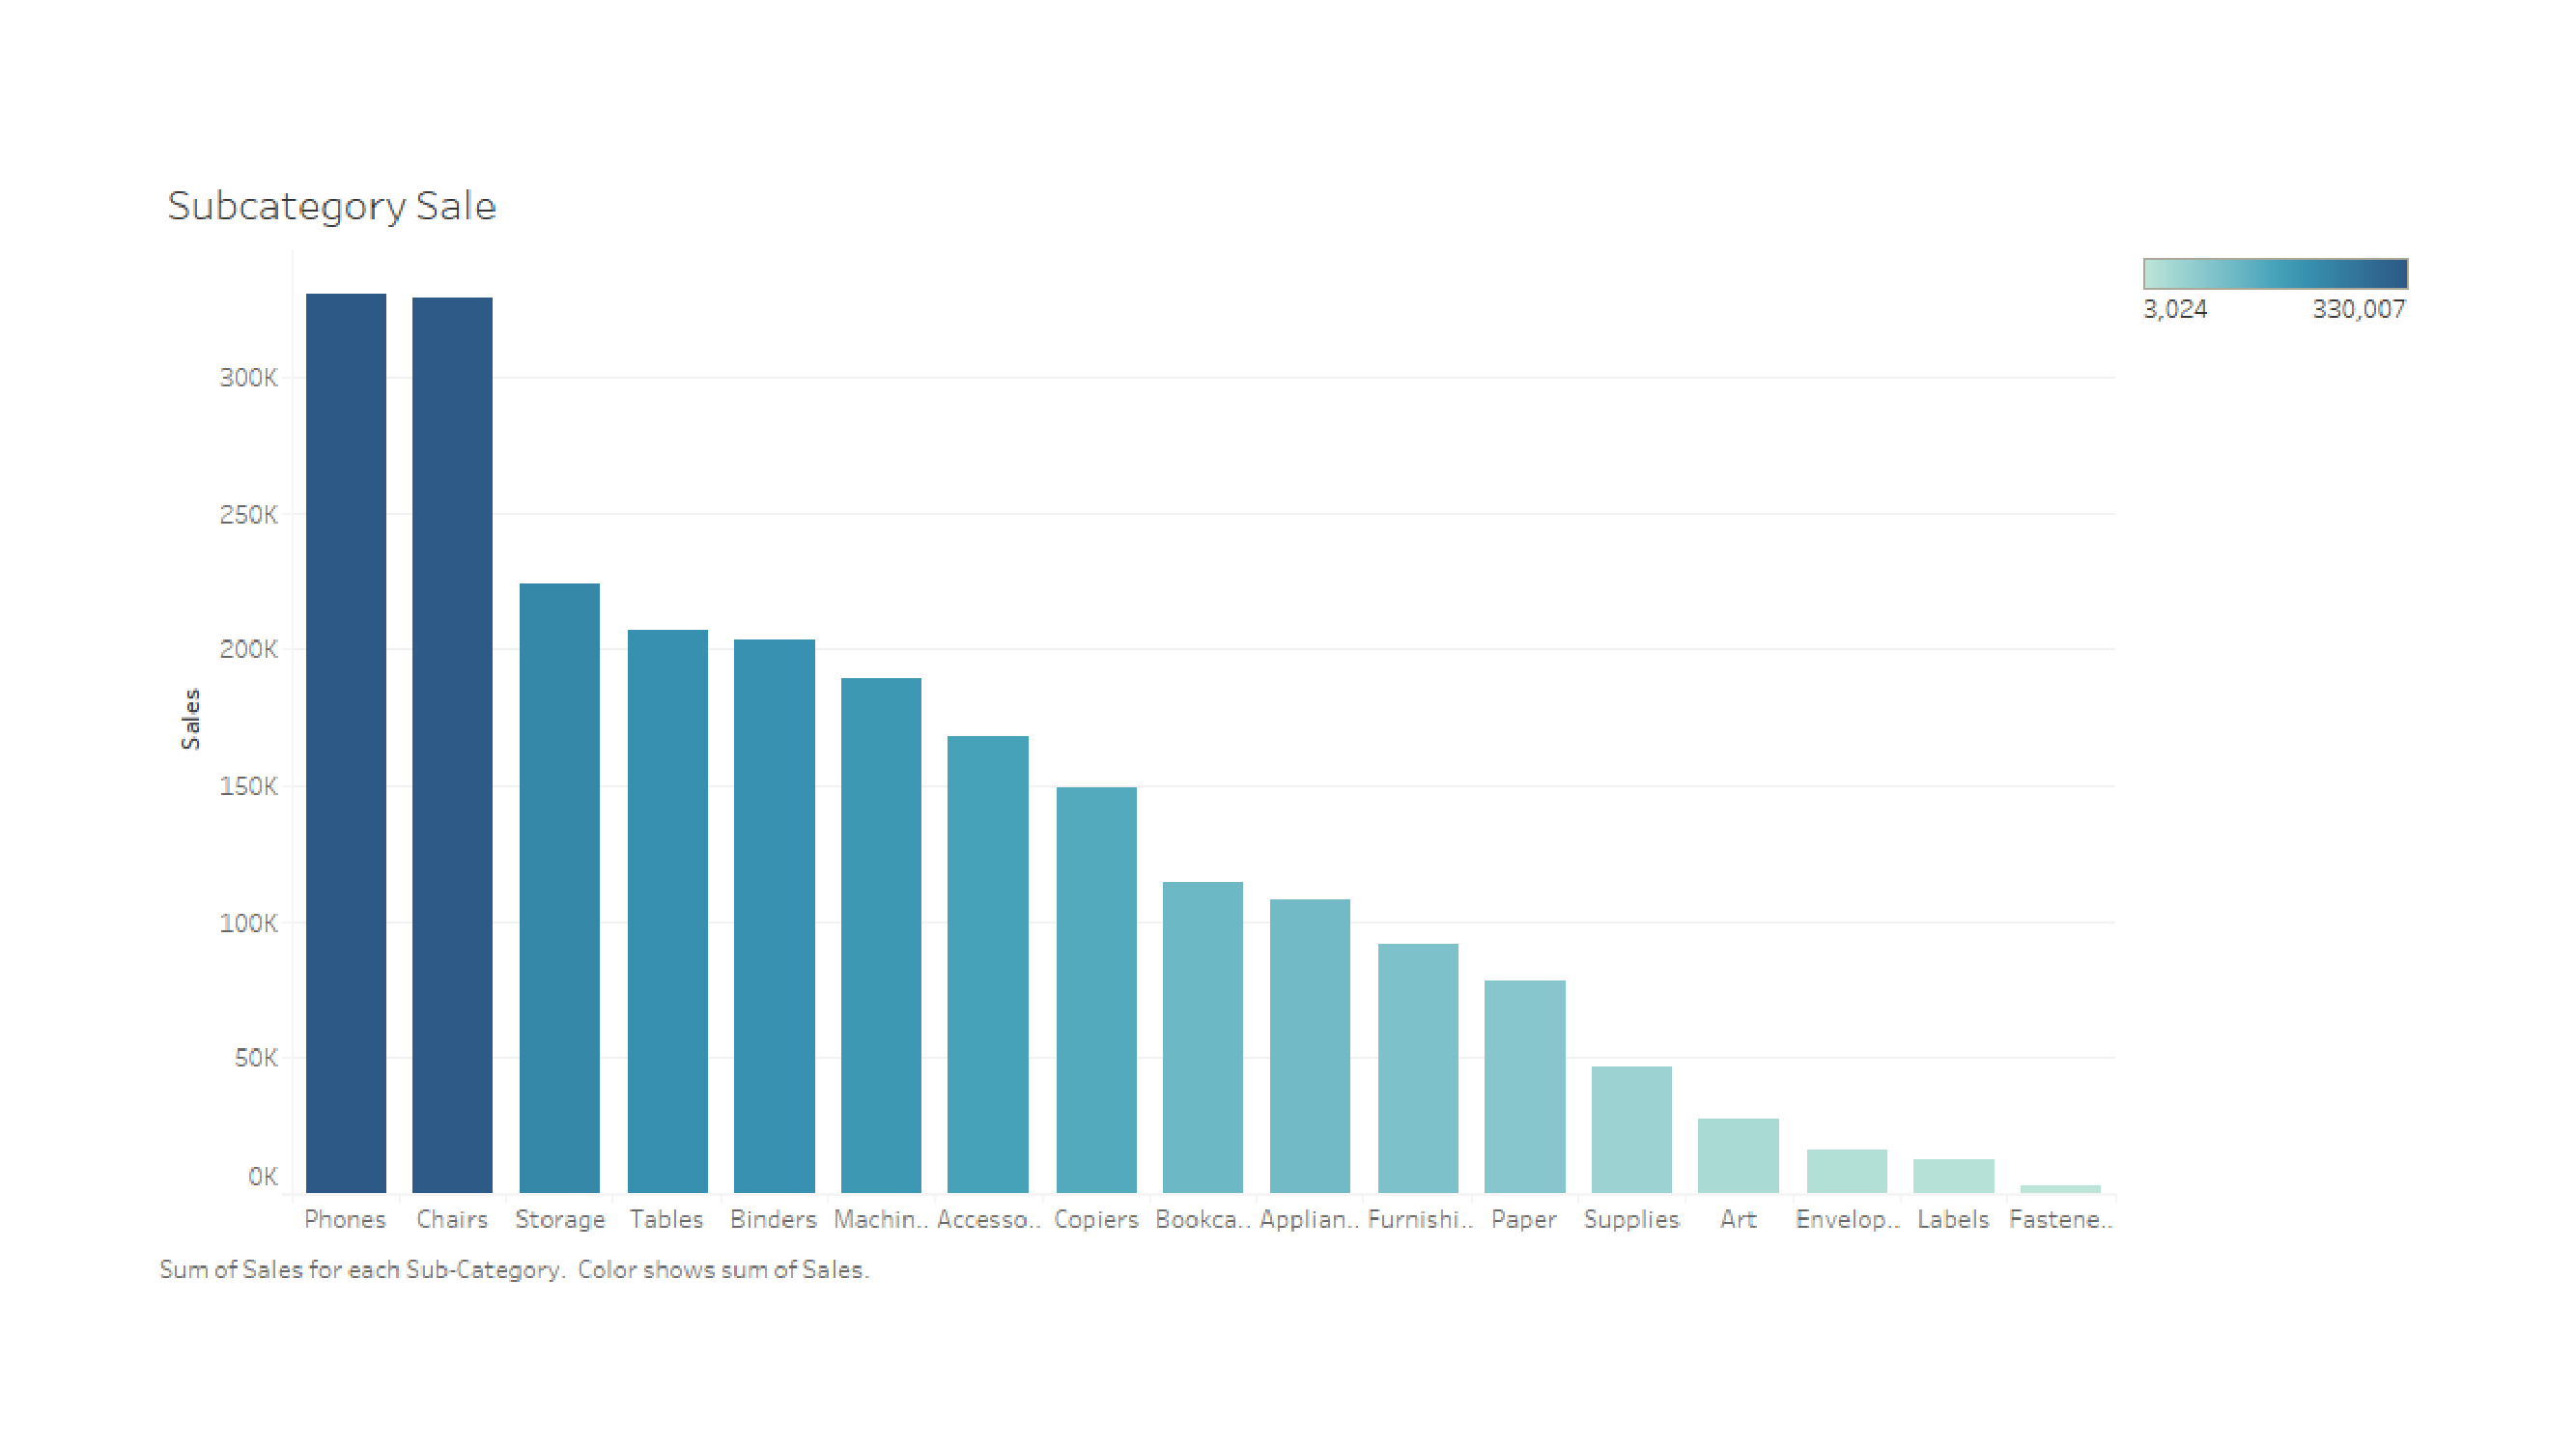 Subcategory Sale
3,024 330,007
300K
250K
200K
150K
100K
50K
0K
Sales
Phones Chairs Storage Tables Binders Machin.. Accesso.. Copiers Bookca.. Applian.. Furnishi.. Paper Supplies Art Envelop.. Labels Fastene..
Sum of Sales for each Sub-Category. Color shows sum of Sales.